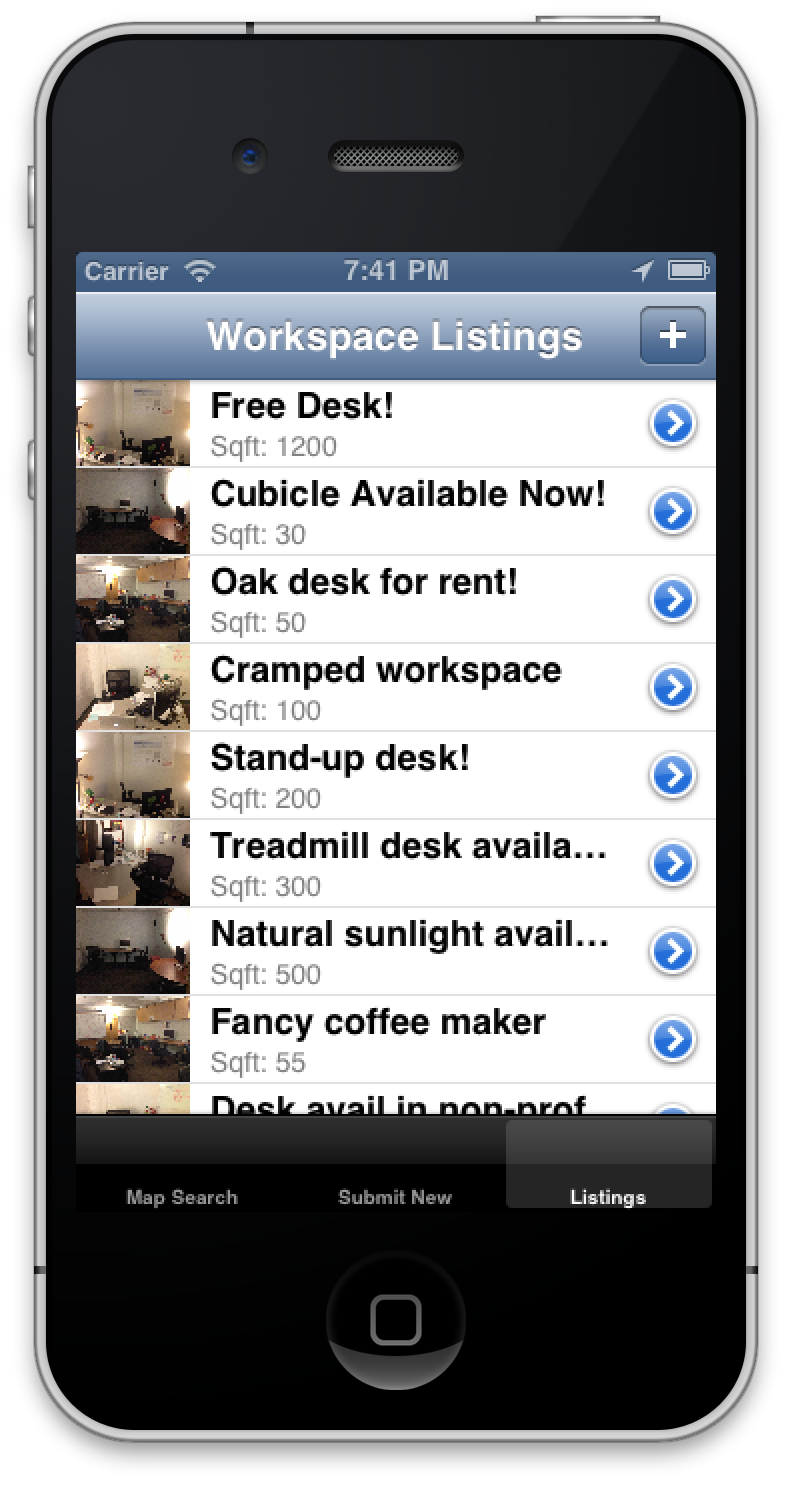 Carrier 7:41 PM
Workspace Listings +
Free Desk!
Sqft: 1200
Cubicle Available Now!
Sqft: 30
Oak desk for rent!
Sqft: 50
Cramped workspace
Sqft: 100
Stand-up desk!
Sqft: 200
Treadmill desk availa...
Sqft: 300
Natural sunlight avail...
Sqft: 500
Fancy coffee maker
Sqft: 55
Desk avail in non-prof
Map Search Submit New Listings